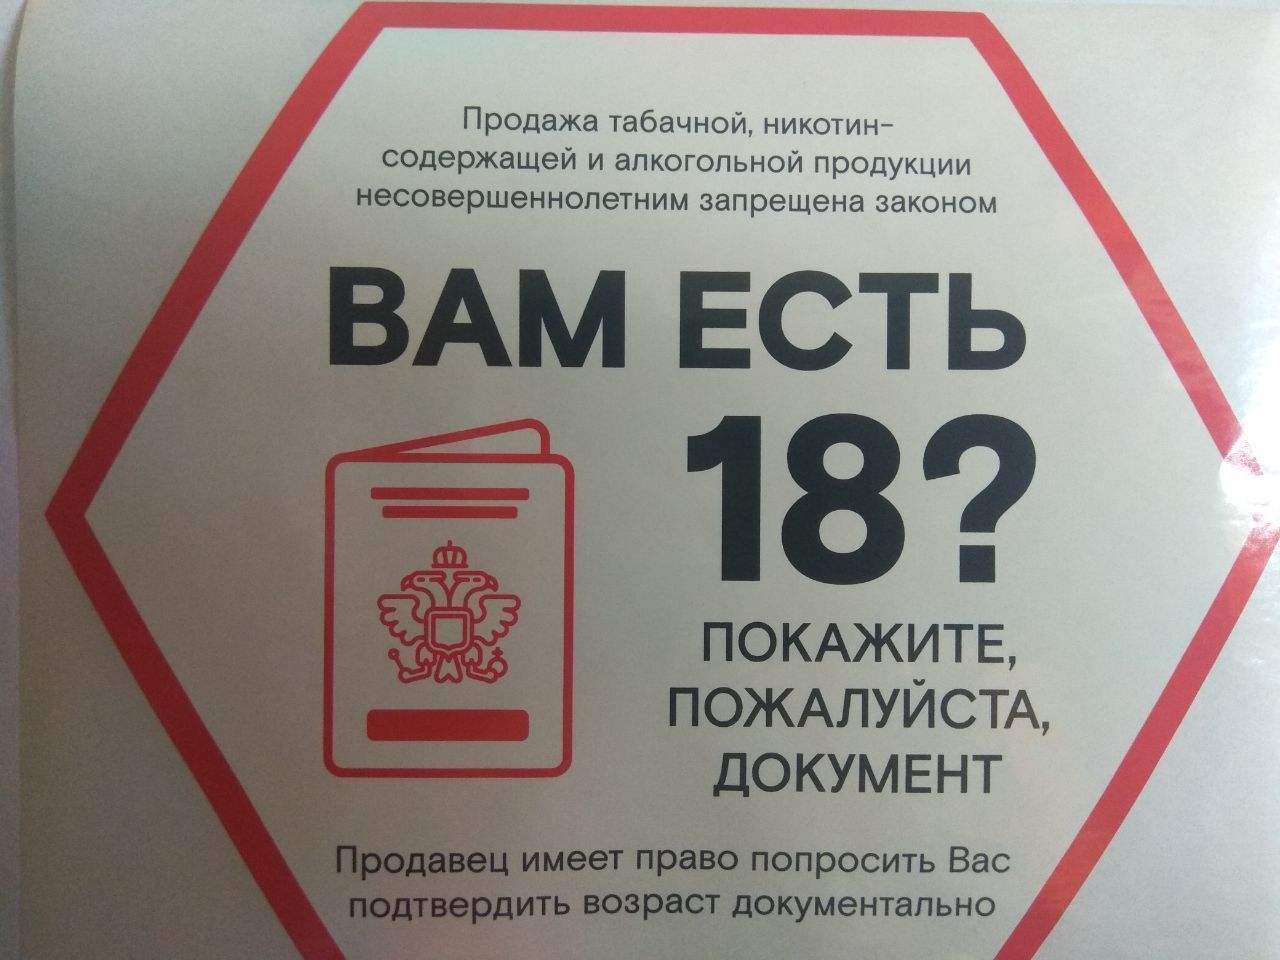 Продажа табачной, никотин-
содержащей и алкогольной продукции
несовершеннолетним запрещена законом
ВАМ ЕСТЬ
18?
ПОКАЖИТЕ,
ПОЖАЛУЙСТА,
ДОКУМЕНТ
Продавец имеет право попросить Вас
подтвердить возраст документально